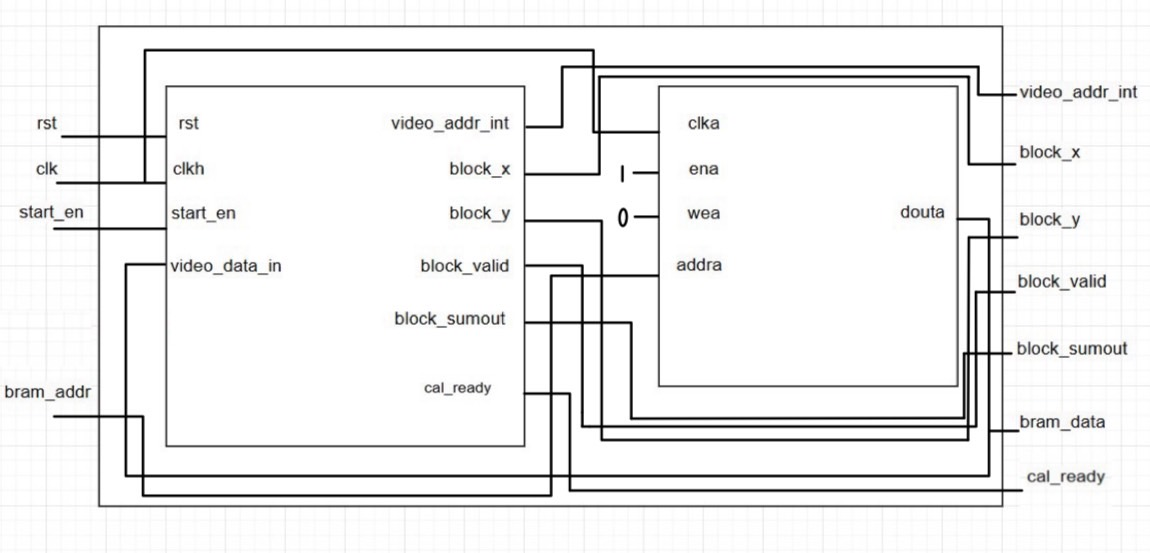 rst
clk
start_en
bram_addr
rst
clkh
start_en
video_data_in
video_addr_int
block_x
block_y
block_valid
block_sumout
cal_ready
clka
1
ena
0
wea
addra
douta
video_addr_int
block_x
block_y
block_valid
block_sumout
bram_data
cal_ready